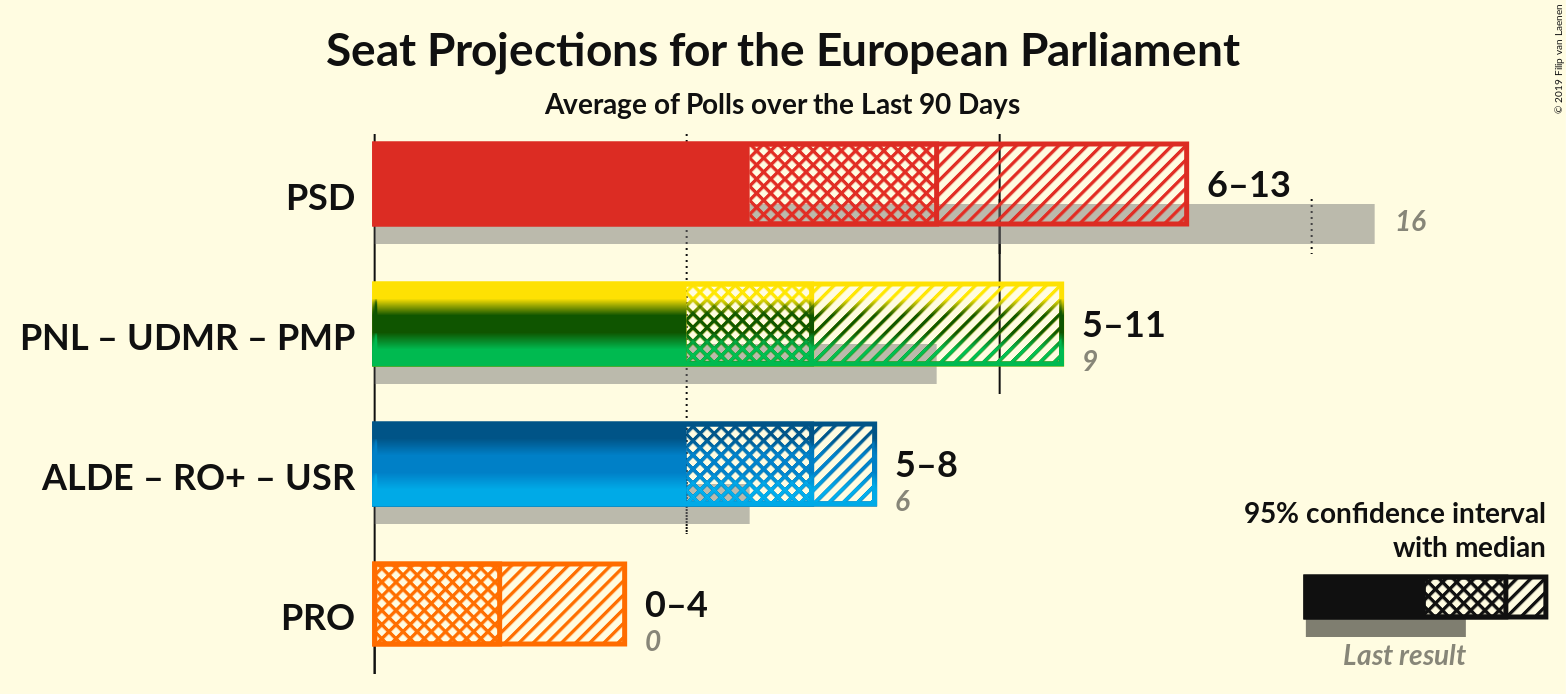 Seat Projections for the European Parliament
Average of Polls over the Last 90 Days
© 2019 Filip van Laenen
PSD
6–13
16
PNL – UDMR – PMP
5–11
9
ALDE – RO+ – USR
5–8
6
PRO
0–4
0
95% confidence interval
with median
Last result